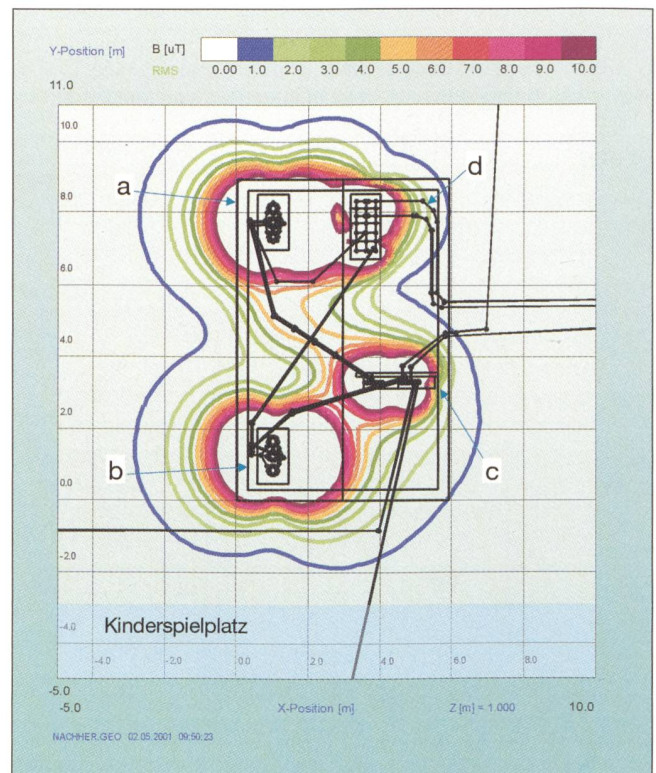 Y-Position [m] B [uT]
RMS 0.00 1.0 2.0 3.0 4.0 5.0 6.0 7.0 8.0 9.0 10.0
11.0
10.0
a
d
8.0
6.0
4.0
2.0
b
c
0.0
-2.0
-4.0 Kinderspielplatz
-4.0 -2.0 0.0 2.0 4.0 6.0 8.0
-5.0
-5.0 X-Position [m] Z [m] = 1.000 10.0
NACHHER.GEO 02.05.2001 09:50:23